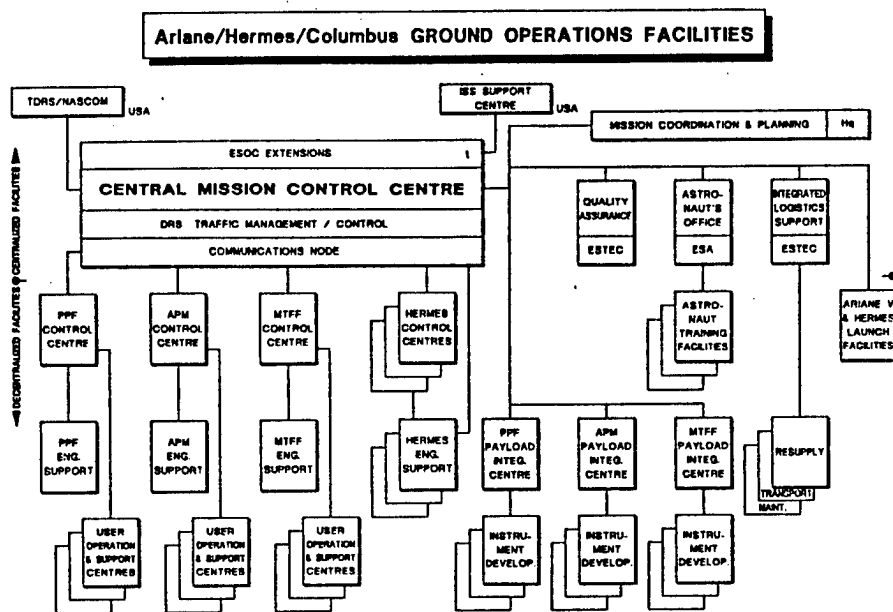 Ariane/Hermes/Columbus GROUND OPERATIONS FACILITIES
TDRS/NASCOM
USA
ISS SUPPORT
CENTRE
USA
MISSION COORDINATION & PLANNING
Hq
ESOC EXTENSIONS
CENTRAL MISSION CONTROL CENTRE
DRS TRAFFIC MANAGEMENT / CONTROL
COMMUNICATIONS NODE
DECENTRALIZED FACILITES
CENTRALIZED FACILITES
QUALITY
ASSURANCE
ESTEC
ASTRO-
NAUT'S
OFFICE
ESA
INTEGRATED
LOGISTICS
SUPPORT
ESTEC
PPF
CONTROL
CENTRE
APM
CONTROL
CENTRE
MTFF
CONTROL
CENTRE
HERMES
CONTROL
CENTRES
ASTRO-
NAUT
TRAINING
FACILITIES
ARIANE V
& HERMES
LAUNCH
FACILITIES
PPF
ENG.
SUPPORT
APM
ENG.
SUPPORT
MTFF
ENG.
SUPPORT
HERMES
ENG.
SUPPORT
PPF
PAYLOAD
INTEG.
CENTRE
APM
PAYLOAD
INTEG.
CENTRE
MTFF
PAYLOAD
INTEG.
CENTRE
RESUPPLY
TRANSPORT
MAINT.
USER
OPERATION
& SUPPORT
CENTRES
USER
OPERATION
& SUPPORT
CENTRES
USER
OPERATION
& SUPPORT
CENTRES
INSTRU-
MENT
DEVELOP.
INSTRU-
MENT
DEVELOP.
INSTRU-
MENT
DEVELOP.